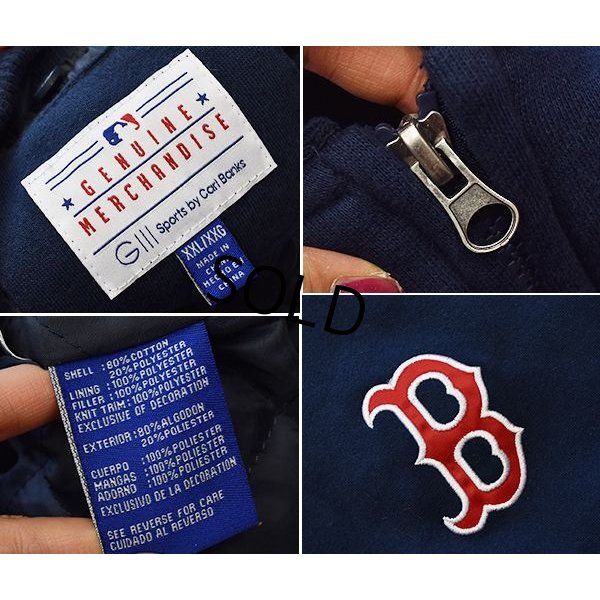 GENUINE
MERCHANDISE
GIII Sports by Carl Banks
XXL/XXG
MADE IN
CHINA
HECHO EN
CHINA
SOLD
SHELL :80%COTTON
20%POLYESTER
LINING :100%POLYESTER
FILLER :100%POLYESTER
KNIT TRIM:100%POLYESTER
EXCLUSIVE OF DECORATION
EXTERIOR:80%ALGODON
20%POLIESTER
CUERPO :100%POLIESTER
MANGAS :100%POLIESTER
ADORNO :100%POLIESTER
EXCLUSIVO DE LA DECORATION
SEE REVERSE FOR CARE
CUIDADO AL REVERSO
B